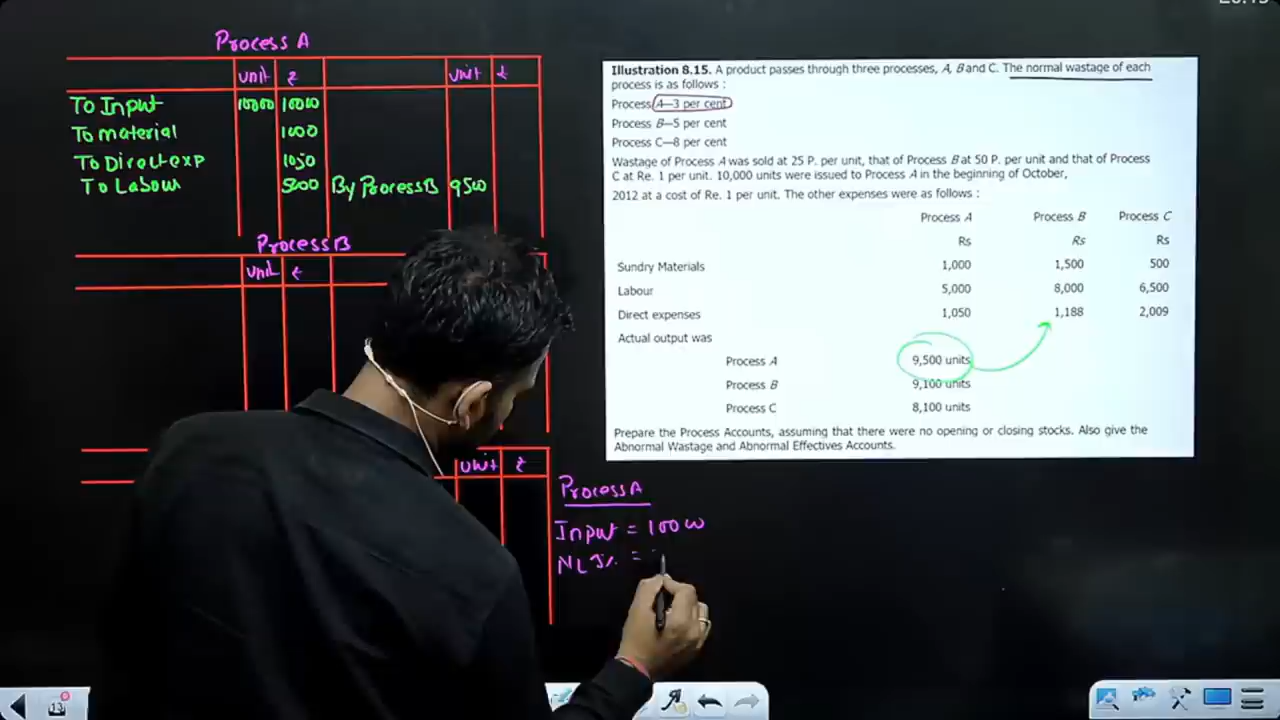 Process A
unit ₹ unit ₹
To Input 10000 10000
To material 1000
To Direct exp 1050
To Labour 5000 By Process B 9500
Process B
unit ₹
unit ₹
Process A
Input = 10000
NL 3% =
Illustration 8.15. A product passes through three processes, A, B and C. The normal wastage of each
process is as follows :
Process A—3 per cent
Process B—5 per cent
Process C—8 per cent
Wastage of Process A was sold at 25 P. per unit, that of Process B at 50 P. per unit and that of Process
C at Re. 1 per unit. 10,000 units were issued to Process A in the beginning of October,
2012 at a cost of Re. 1 per unit. The other expenses were as follows :
Process A Process B Process C
Rs Rs Rs
Sundry Materials 1,000 1,500 500
Labour 5,000 8,000 6,500
Direct expenses 1,050 1,188 2,009
Actual output was
Process A 9,500 units
Process B 9,100 units
Process C 8,100 units
Prepare the Process Accounts, assuming that there were no opening or closing stocks. Also give the
Abnormal Wastage and Abnormal Effectives Accounts.
13